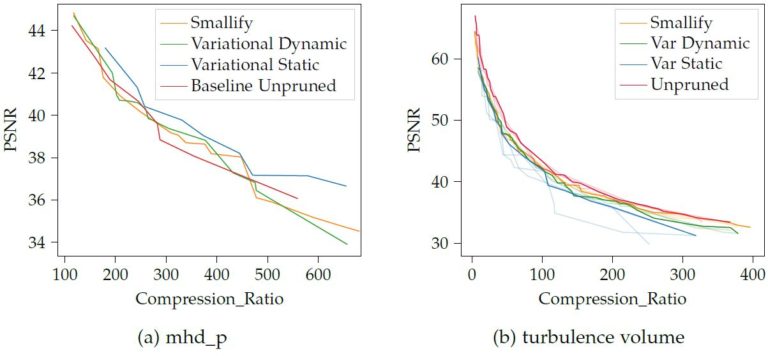 44
42
40
38
36
34
PSNR
100 200 300 400 500 600
Compression_Ratio
Smallify
Variational Dynamic
Variational Static
Baseline Unpruned
(a) mhd_p
60
50
40
30
PSNR
0 100 200 300 400
Compression_Ratio
Smallify
Var Dynamic
Var Static
Unpruned
(b) turbulence volume